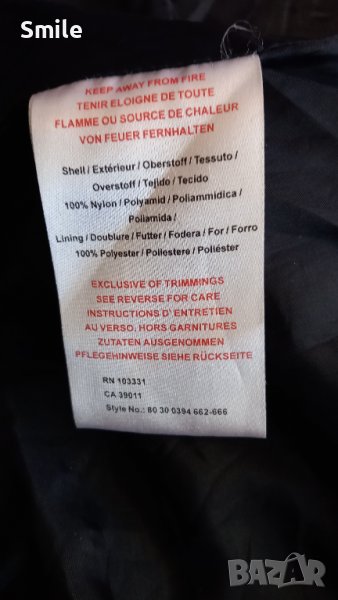 Smile
KEEP AWAY FROM FIRE
TENIR ELOIGNE DE TOUTE
FLAMME OU SOURCE DE CHALEUR
VON FEUER FERNHALTEN
Shell / Extérieur / Oberstoff / Tessuto /
Overstoff / Tejido / Tecido
100% Nylon / Polyamid / Poliammidica /
Poliamida /
Lining / Doublure / Futter / Fodera / For / Forro
100% Polyester / Poliestere / Poliéster
EXCLUSIVE OF TRIMMINGS
SEE REVERSE FOR CARE
INSTRUCTIONS D'ENTRETIEN
AU VERSO. HORS GARNITURES
ZUTATEN AUSGENOMMEN
PFLEGEHINWEISE SIEHE RÜCKSEITE
RN 103331
CA 39011
Style No.: 80 30 0394 662-666
BAZAR